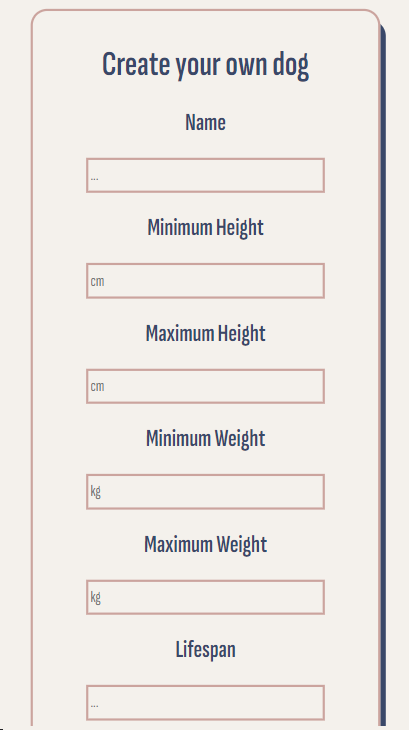 Create your own dog
Name
...
Minimum Height
cm
Maximum Height
cm
Minimum Weight
kg
Maximum Weight
kg
Lifespan
...